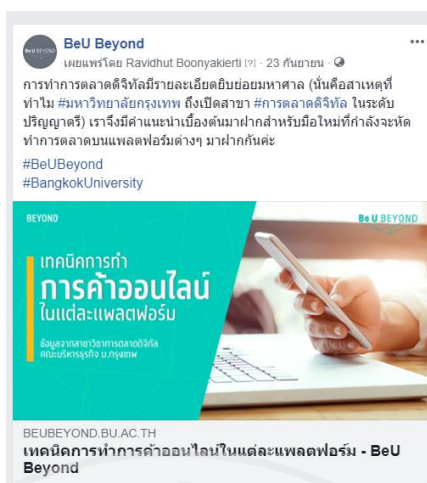 BeU Beyond
เผยแพร่โดย Ravidhut Boonyakierti [?] · 23 กันยายน ·
การทำการตลาดดิจิทัลมีรายละเอียดยิบย่อยมหาศาล (นั่นคือสาเหตุที่
ทำไม #มหาวิทยาลัยกรุงเทพ ถึงเปิดสาขา #การตลาดดิจิทัล ในระดับ
ปริญญาตรี) เราจึงมีคำแนะนำเบื้องต้นมาฝากสำหรับมือใหม่ที่กำลังจะหัด
ทำการตลาดบนแพลตฟอร์มต่างๆ มาฝากกันค่ะ
#BeUBeyond
#BangkokUniversity
BEYOND
Be U BEYOND
เทคนิคการทำ
การค้าออนไลน์
ในแต่ละแพลตฟอร์ม
ข้อมูลจากสาขาวิชาการตลาดดิจิทัล
คณะบริหารธุรกิจ ม.กรุงเทพ
BEUBEYOND.BU.AC.TH
เทคนิคการทำการค้าออนไลน์ในแต่ละแพลตฟอร์ม - BeU
Beyond